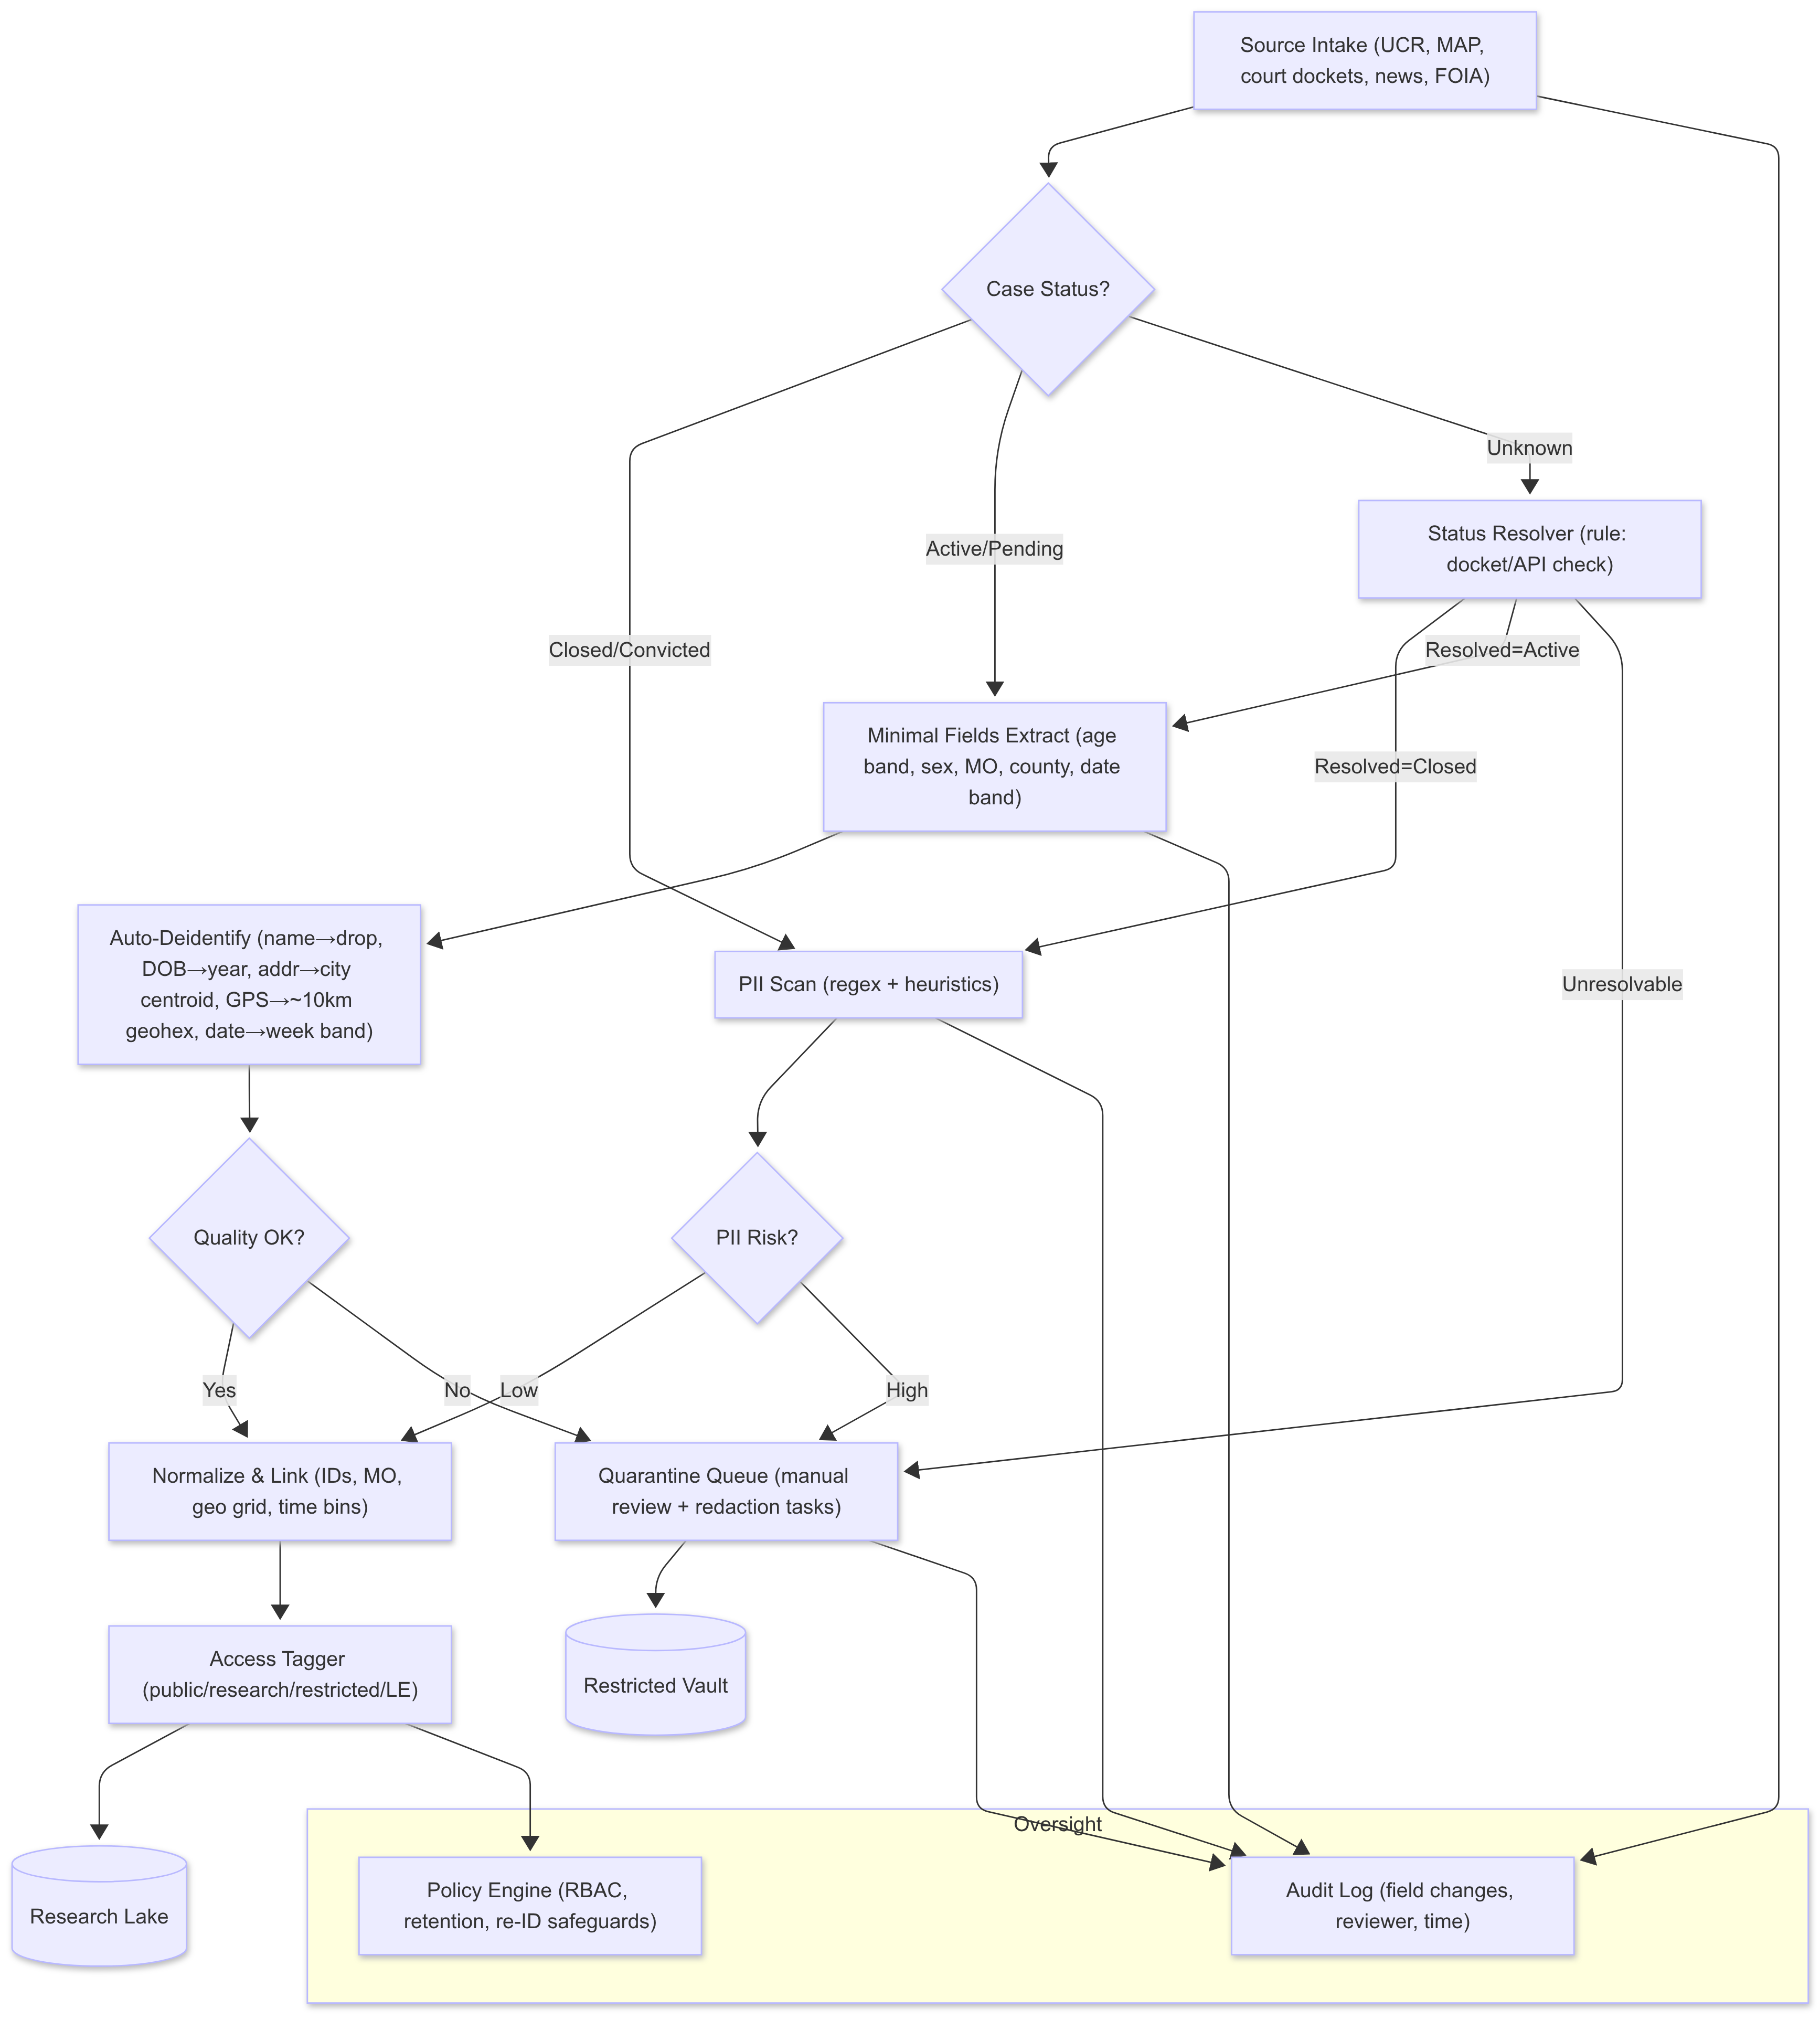 Source Intake (UCR, MAP,
court dockets, news, FOIA)
Case Status?
Unknown
Status Resolver (rule:
docket/API check)
Active/Pending
Closed/Convicted
Resolved=Active
Minimal Fields Extract (age
band, sex, MO, county, date
band)
Resolved=Closed
Auto-Deidentify (name→drop,
DOB→year, addr→city
centroid, GPS→~10km
geohex, date→week band)
PII Scan (regex + heuristics)
Unresolvable
Quality OK?
PII Risk?
Yes
No
Low
High
Normalize & Link (IDs, MO,
geo grid, time bins)
Quarantine Queue (manual
review + redaction tasks)
Access Tagger
(public/research/restricted/LE)
Restricted Vault
Oversight
Research Lake
Policy Engine (RBAC,
retention, re-ID safeguards)
Audit Log (field changes,
reviewer, time)